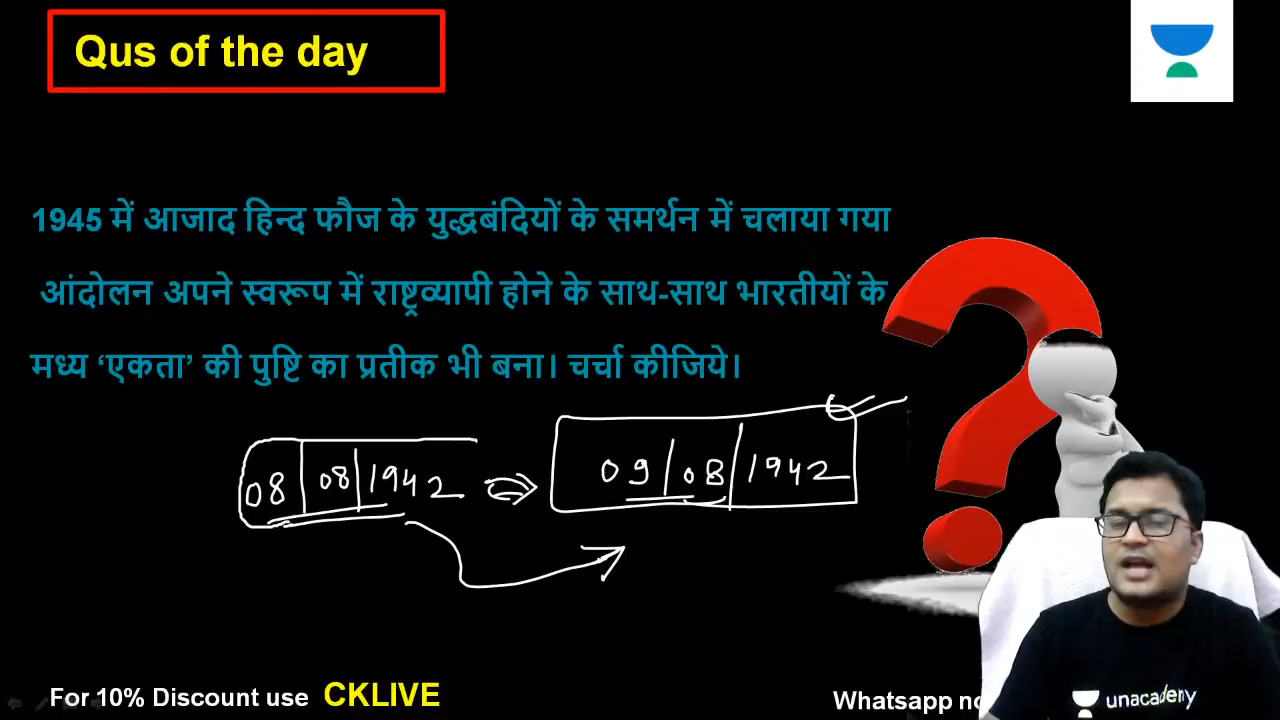 Qus of the day
1945 में आजाद हिन्द फौज के युद्धबंदियों के समर्थन में चलाया गया
आंदोलन अपने स्वरूप में राष्ट्रव्यापी होने के साथ-साथ भारतीयों के
मध्य ‘एकता’ की पुष्टि का प्रतीक भी बना। चर्चा कीजिये।
08 | 08 | 1942 ⇒ 09 | 08 | 1942
unacademy
For 10% Discount use CKLIVE
Whatsapp no